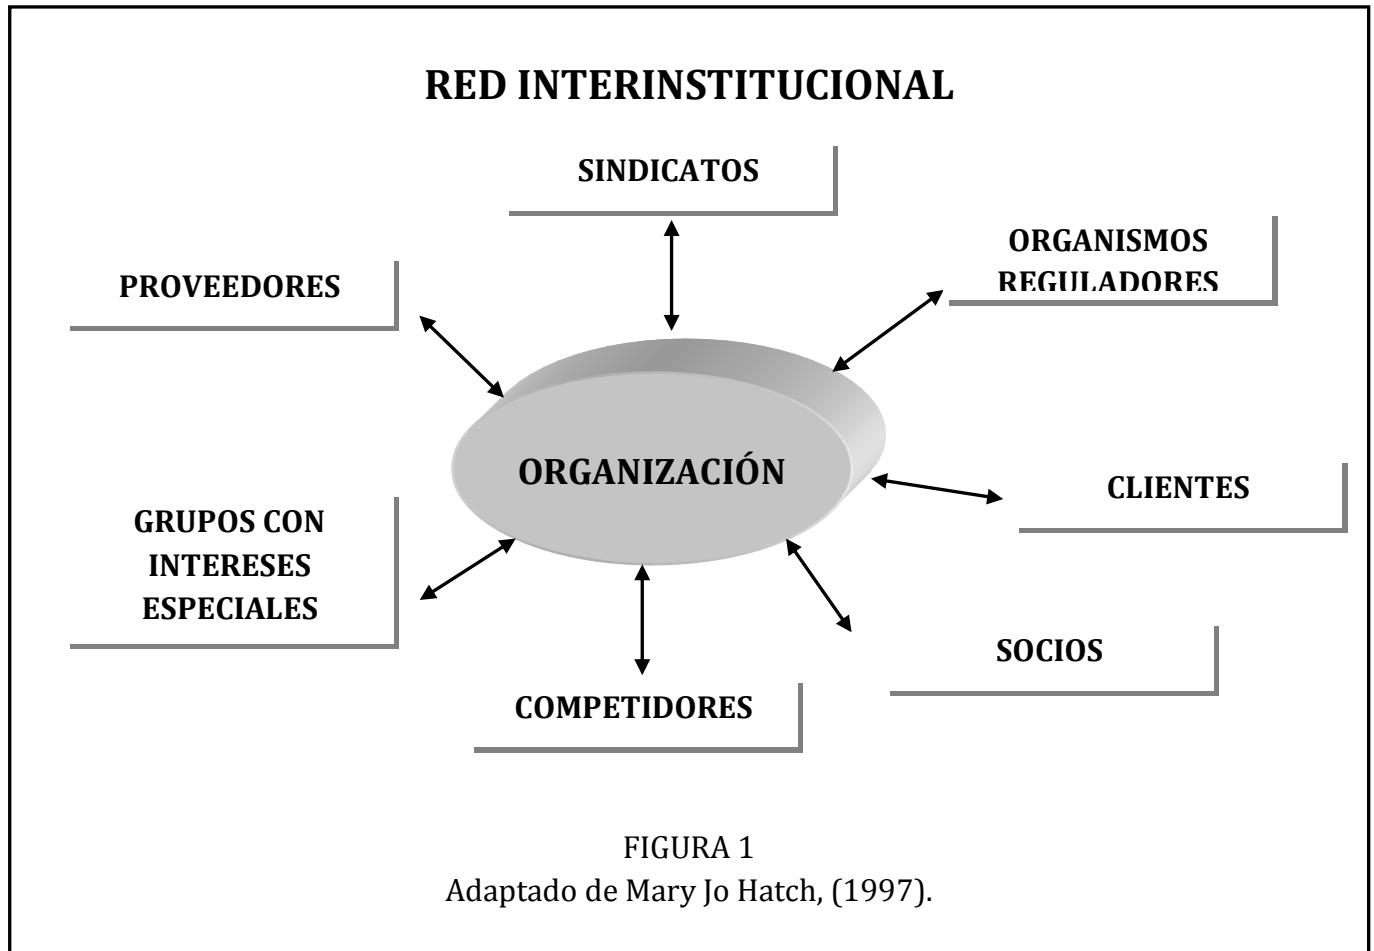 RED INTERINSTITUCIONAL
SINDICATOS
ORGANISMOS
REGULADORES
PROVEEDORES
ORGANIZACIÓN
CLIENTES
GRUPOS CON
INTERESES
ESPECIALES
SOCIOS
COMPETIDORES
FIGURA 1
Adaptado de Mary Jo Hatch, (1997).